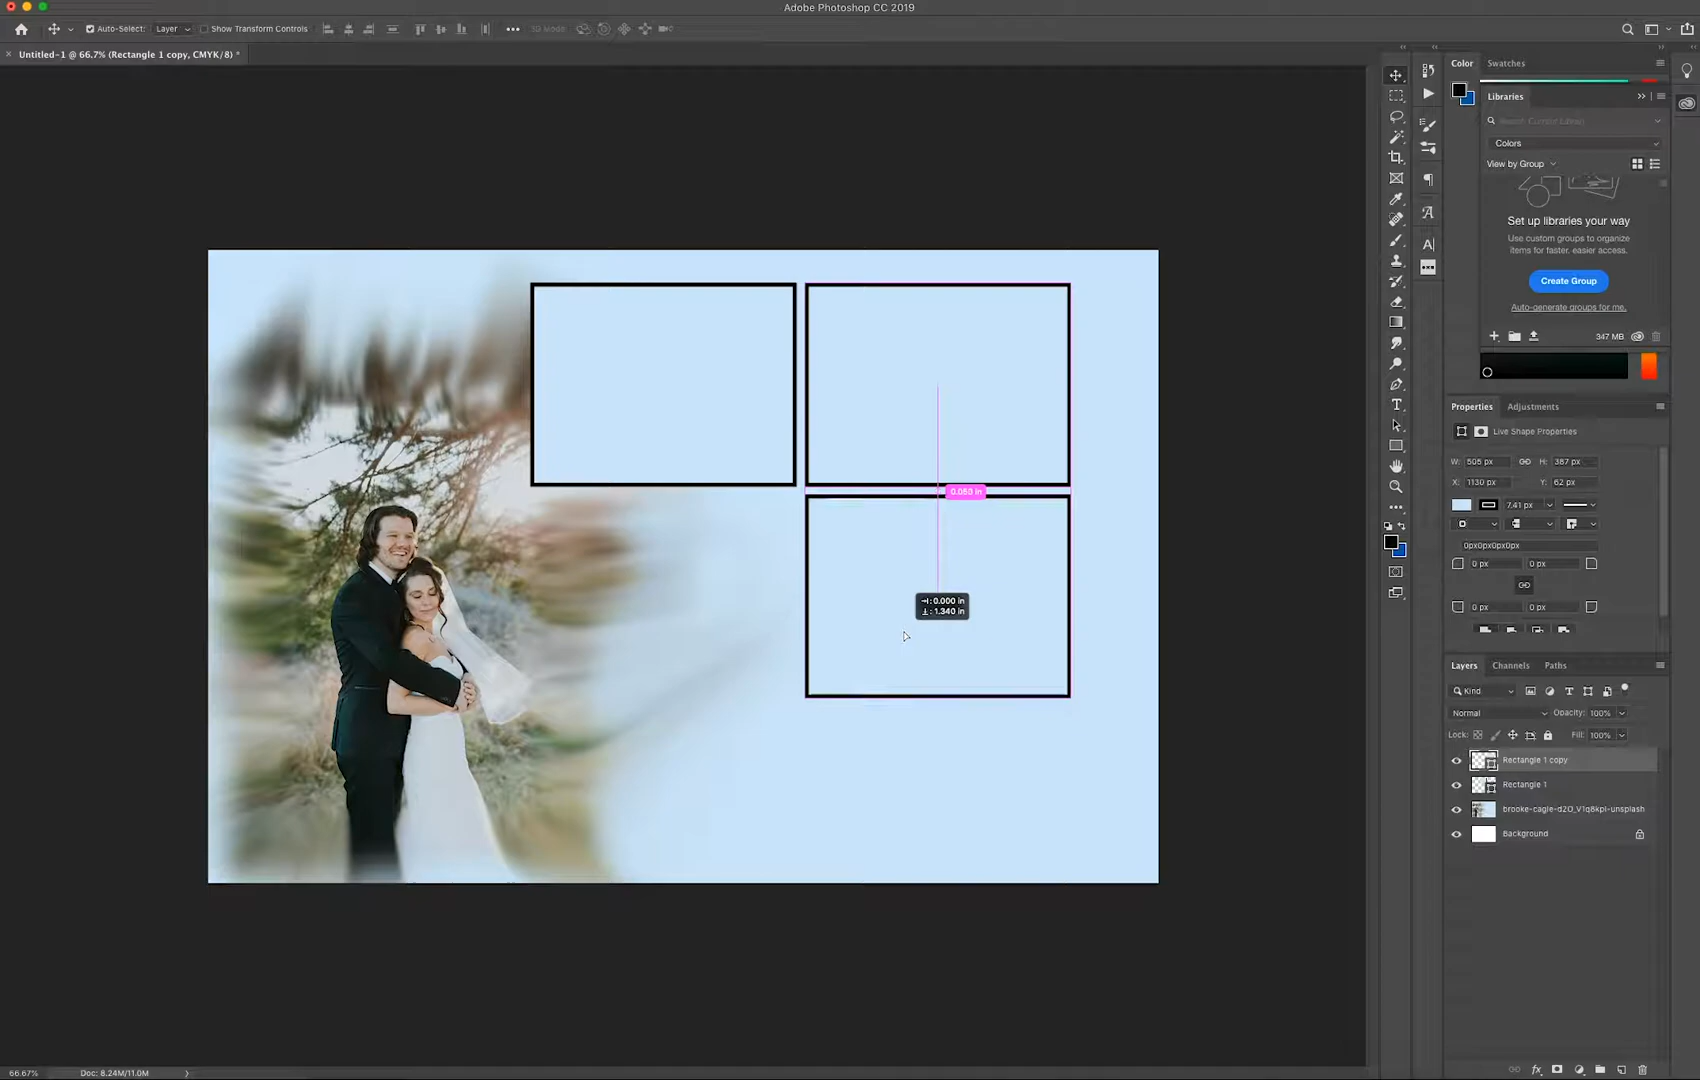 Adobe Photoshop CC 2019
Auto-Select: Layer Show Transform Controls 3D Mode:
Untitled-1 @ 66.7% (Rectangle 1 copy, CMYK/8) *
Color Swatches
Libraries
Search Current Library
Colors
View by Group
Set up libraries your way
Use custom groups to organize
items for faster, easier access.
Create Group
Auto-generate groups for me.
347 MB
Properties Adjustments
Live Shape Properties
W: 505 px H: 387 px
X: 1130 px Y: 62 px
7.41 px
0px0px0px0px
0 px 0 px
0 px 0 px
0.050 in
: 0.000 in
: 1.340 in
Layers Channels Paths
Kind
Normal Opacity: 100%
Lock: Fill: 100%
Rectangle 1 copy
Rectangle 1
brooke-cagle-d2O_V1q8kpI-unsplash
Background
66.67% Doc: 8.24M/11.0M